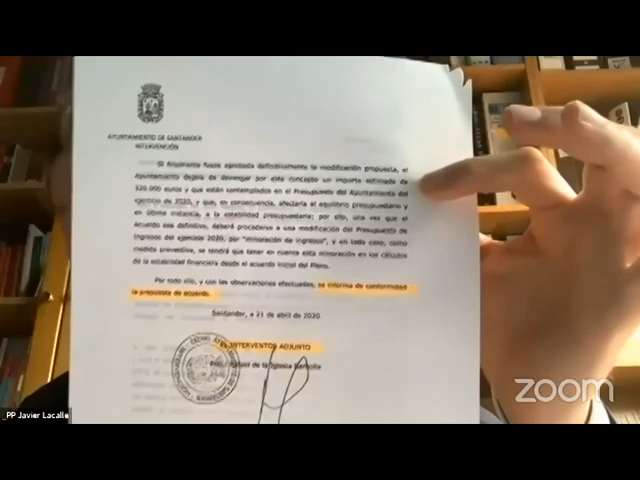 AYUNTAMIENTO DE SANTANDER
INTERVENCIÓN
Si finalmente fuese aprobada definitivamente la modificación propuesta, el
Ayuntamiento dejará de devengar por este concepto un importe estimado de
120.000 euros y que están contemplados en el Presupuesto del Ayuntamiento del
ejercicio de 2020, y que, en consecuencia, afectaría al equilibrio presupuestario y
en última instancia, a la estabilidad presupuestaria; por ello, una vez que el
Acuerdo sea definitivo, deberá procederse a una modificación del Presupuesto de
Ingresos del ejercicio 2020, por "minoración de ingresos", y en todo caso, como
medida preventiva, se tendrá que tener en cuenta esta minoración en los cálculos
de la estabilidad financiera desde el acuerdo inicial del Pleno.
Por todo ello, y con las observaciones efectuadas, se informa de conformidad
la propuesta de acuerdo.
Santander, a 21 de abril de 2020
EL INTERVENTOR ADJUNTO
de la Iglesia
zoom
PP Javier Lacalle